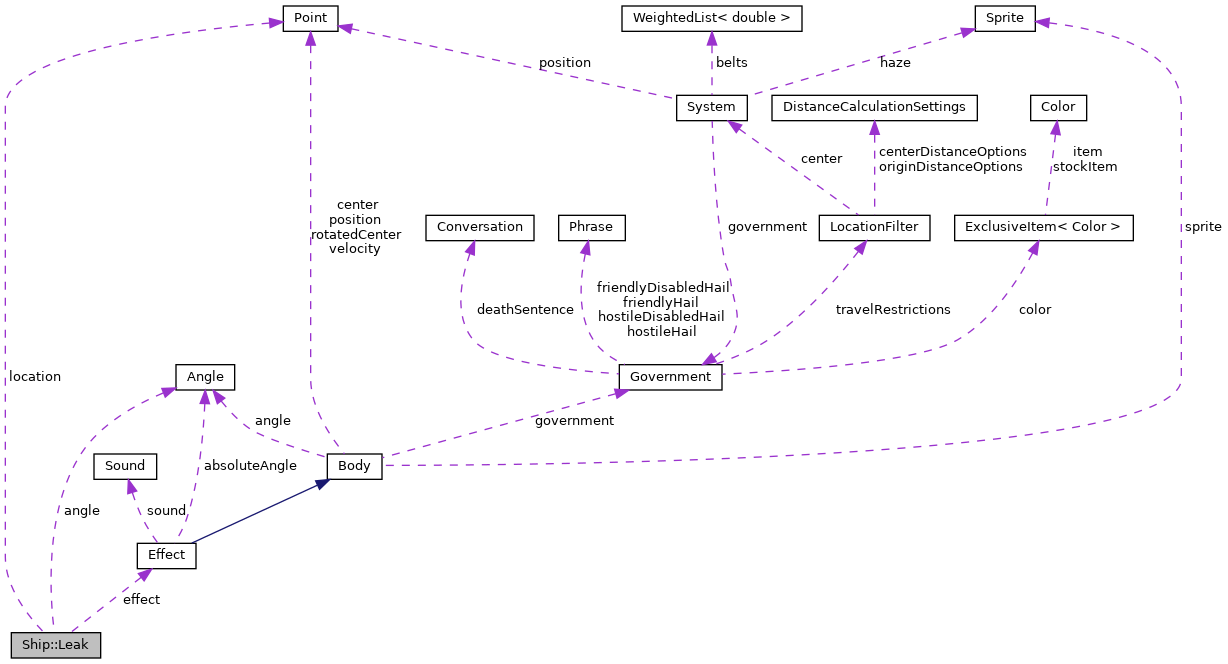 Point
WeightedList< double >
Sprite
position
belts
haze
System
DistanceCalculationSettings
Color
center
centerDistanceOptions
originDistanceOptions
item
stockItem
center
position
rotatedCenter
velocity
Conversation
Phrase
government
LocationFilter
ExclusiveItem< Color >
sprite
deathSentence
friendlyDisabledHail
friendlyHail
hostileDisabledHail
hostileHail
travelRestrictions
color
location
Angle
Government
angle
government
Sound
absoluteAngle
Body
angle
sound
Effect
effect
Ship::Leak